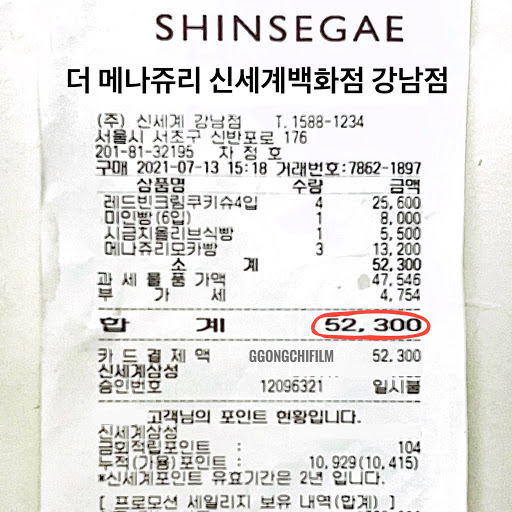 SHINSEGAE
더 메나쥬리 신세계백화점 강남점
(주) 신세계 강남점 T.1588-1234
서울시 서초구 신반포로 176
201-81-32195 차 정 호
구매 2021-07-13 15:18 거래번호:7862-1897
상품명 수량 금액
레드빈크림쿠키슈4입 4 25,600
미인빵(6입) 1 8,000
시금치올리브식빵 1 5,500
메나쥬리모카빵 3 13,200
소 계 52,300
과세물품가액 47,546
부 가 세 4,754
합 계 52,300
카드결제액 GGONGCHIFILM 52,300
신세계삼성
승인번호 12096321 일시불
고객님의 포인트 현황입니다.
신세계삼성
금회적립포인트 : 104
누적(가용)포인트 : 10,929(10,415)
*신세계포인트 유효기간은 2년 입니다.
[ 프로모션 세일리지 보유 내역(합계) ]